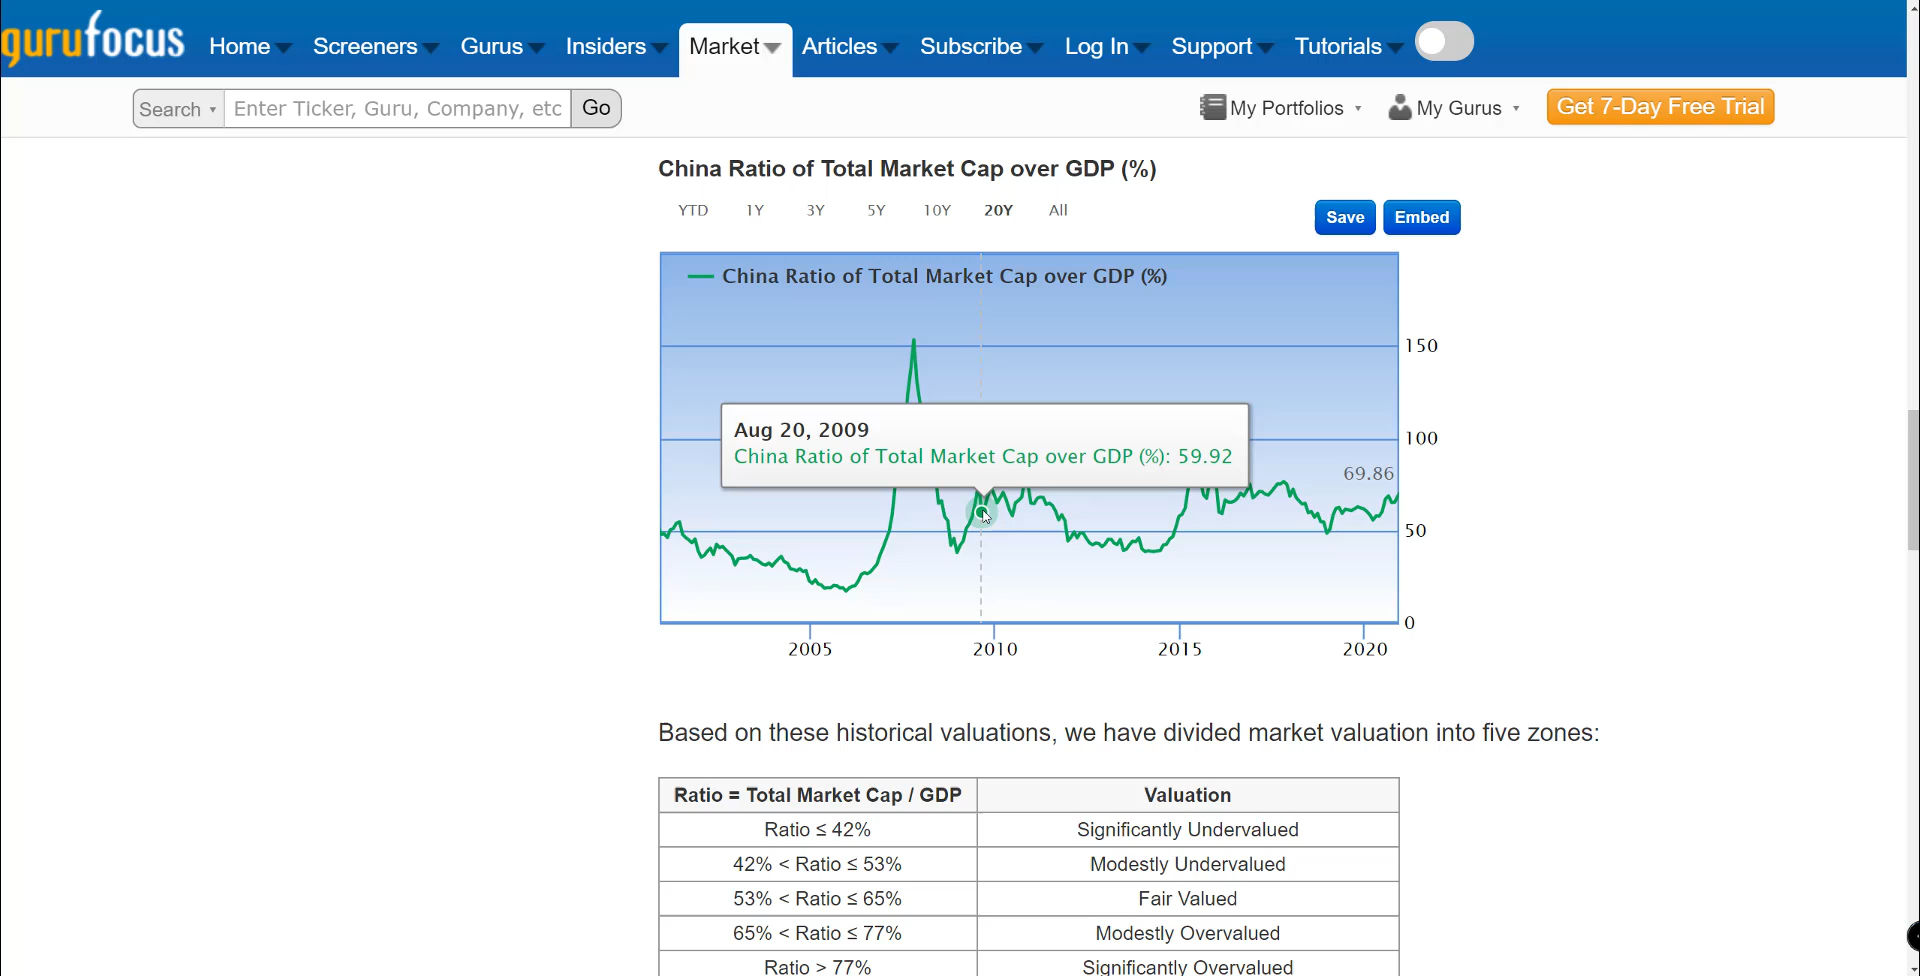 gurufocus Home Screeners Gurus Insiders Market Articles Subscribe Log In Support Tutorials
Search Enter TIcker, Guru, Company, etc Go My Portfolios My Gurus Get 7-Day Free Trial
China Ratio of Total Market Cap over GDP (%)
YTD 1Y 3Y 5Y 10Y 20Y All
Save Embed
China Ratio of Total Market Cap over GDP (%)
150
Aug 20, 2009
China Ratio of Total Market Cap over GDP (%): 59.92
100
69.86
50
0
2005 2010 2015 2020
Based on these historical valuations, we have divided market valuation into five zones:
Ratio = Total Market Cap / GDP Valuation
Ratio ≤ 42% Significantly Undervalued
42% < Ratio ≤ 53% Modestly Undervalued
53% < Ratio ≤ 65% Fair Valued
65% < Ratio ≤ 77% Modestly Overvalued
Ratio > 77% Significantly Overvalued